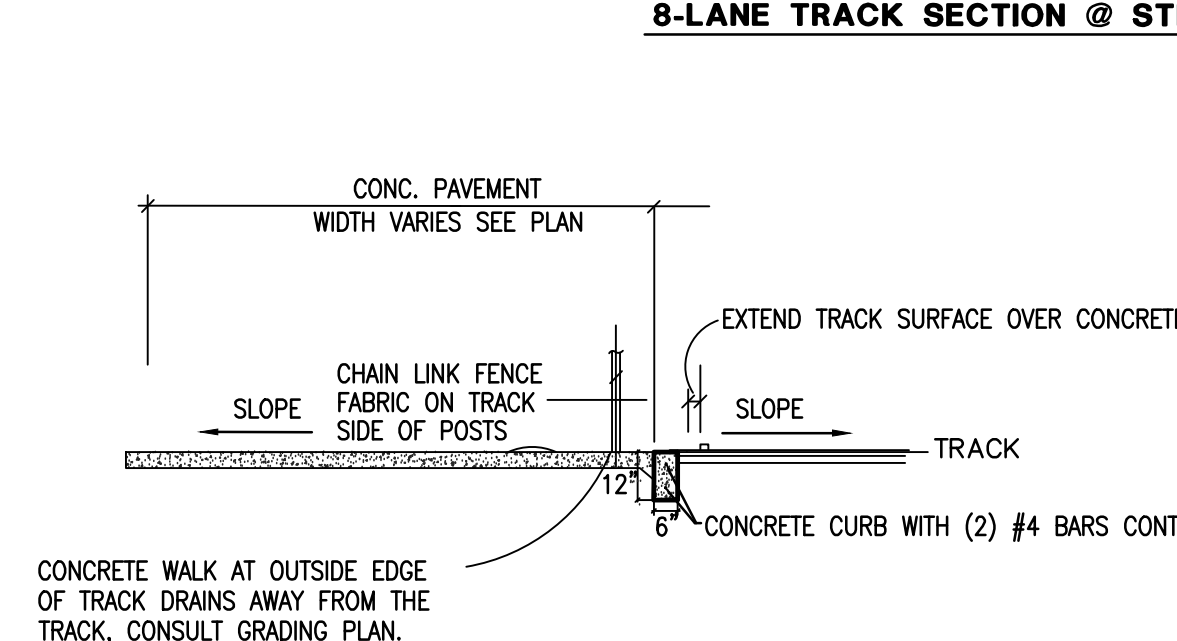 8-LANE TRACK SECTION @
CONC. PAVEMENT
WIDTH VARIES SEE PLAN
EXTEND TRACK SURFACE OVER
CHAIN LINK FENCE
FABRIC ON TRACK
SIDE OF POSTS
SLOPE
SLOPE
TRACK
12"
6"
CONCRETE CURB WITH (2) #4 BARS CONT
CONCRETE WALK AT OUTSIDE EDGE
OF TRACK DRAINS AWAY FROM THE
TRACK. CONSULT GRADING PLAN.